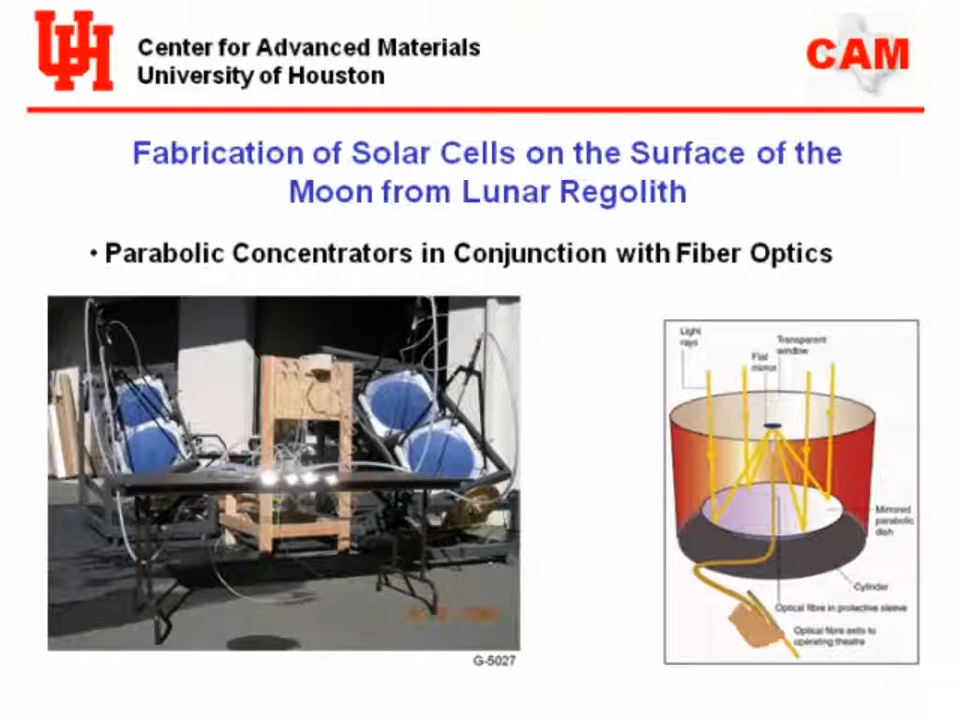 UH
Center for Advanced Materials
University of Houston
CAM
Fabrication of Solar Cells on the Surface of the
Moon from Lunar Regolith
• Parabolic Concentrators in Conjunction with Fiber Optics
Light
rays
Transparent
window
Flat
mirror
Mirrored
parabolic
dish
Cylinder
Optical fibre in protective sleeve
Optical fibre exits to
operating theatre
G-5027